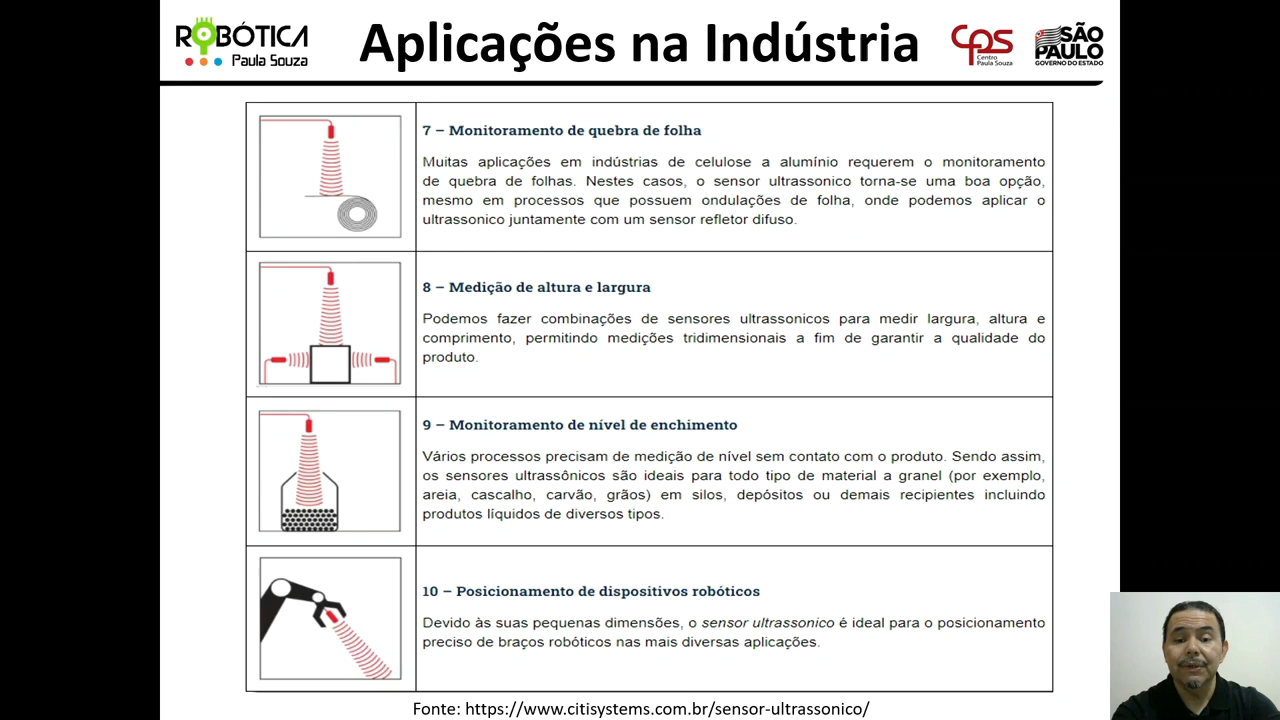 ROBÓTICA
Paula Souza
Aplicações na Indústria
CPS
Centro
Paula Souza
SÃO
PAULO
GOVERNO DO ESTADO
7 – Monitoramento de quebra de folha
Muitas aplicações em indústrias de celulose a alumínio requerem o monitoramento
de quebra de folhas. Nestes casos, o sensor ultrassonico torna-se uma boa opção,
mesmo em processos que possuem ondulações de folha, onde podemos aplicar o
ultrassonico juntamente com um sensor refletor difuso.
8 – Medição de altura e largura
Podemos fazer combinações de sensores ultrassonicos para medir largura, altura e
comprimento, permitindo medições tridimensionais a fim de garantir a qualidade do
produto.
9 – Monitoramento de nível de enchimento
Vários processos precisam de medição de nível sem contato com o produto. Sendo assim,
os sensores ultrassônicos são ideais para todo tipo de material a granel (por exemplo,
areia, cascalho, carvão, grãos) em silos, depósitos ou demais recipientes incluindo
produtos líquidos de diversos tipos.
10 – Posicionamento de dispositivos robóticos
Devido às suas pequenas dimensões, o sensor ultrassonico é ideal para o posicionamento
preciso de braços robóticos nas mais diversas aplicações.
Fonte: https://www.citisystems.com.br/sensor-ultrassonico/